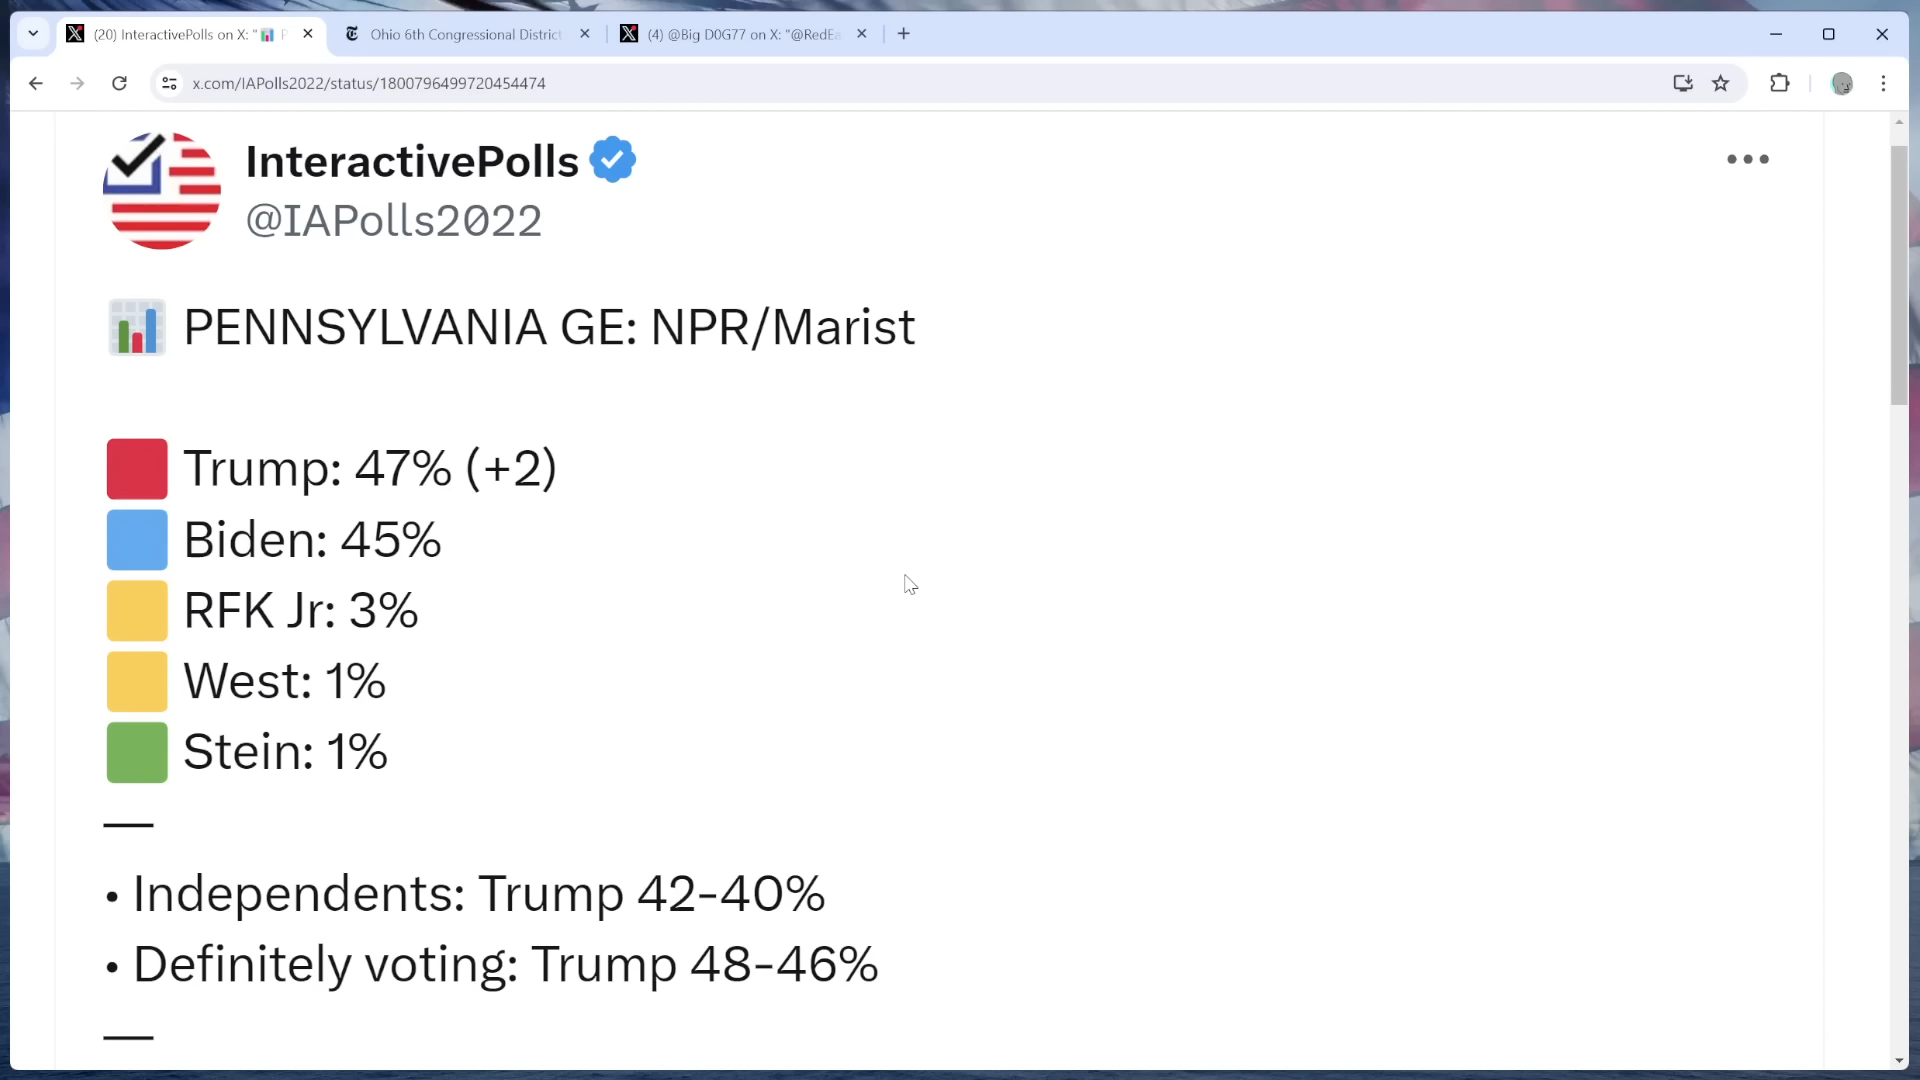 (20) InteractivePolls on X: "📊 P
Ohio 6th Congressional District
(4) @Big D0G77 on X: "@RedEa
x.com/IAPolls2022/status/1800796499720454474
InteractivePolls
@IAPolls2022
📊 PENNSYLVANIA GE: NPR/Marist
🟥 Trump: 47% (+2)
🟦 Biden: 45%
🟨 RFK Jr: 3%
🟨 West: 1%
🟩 Stein: 1%
—
• Independents: Trump 42-40%
• Definitely voting: Trump 48-46%
—